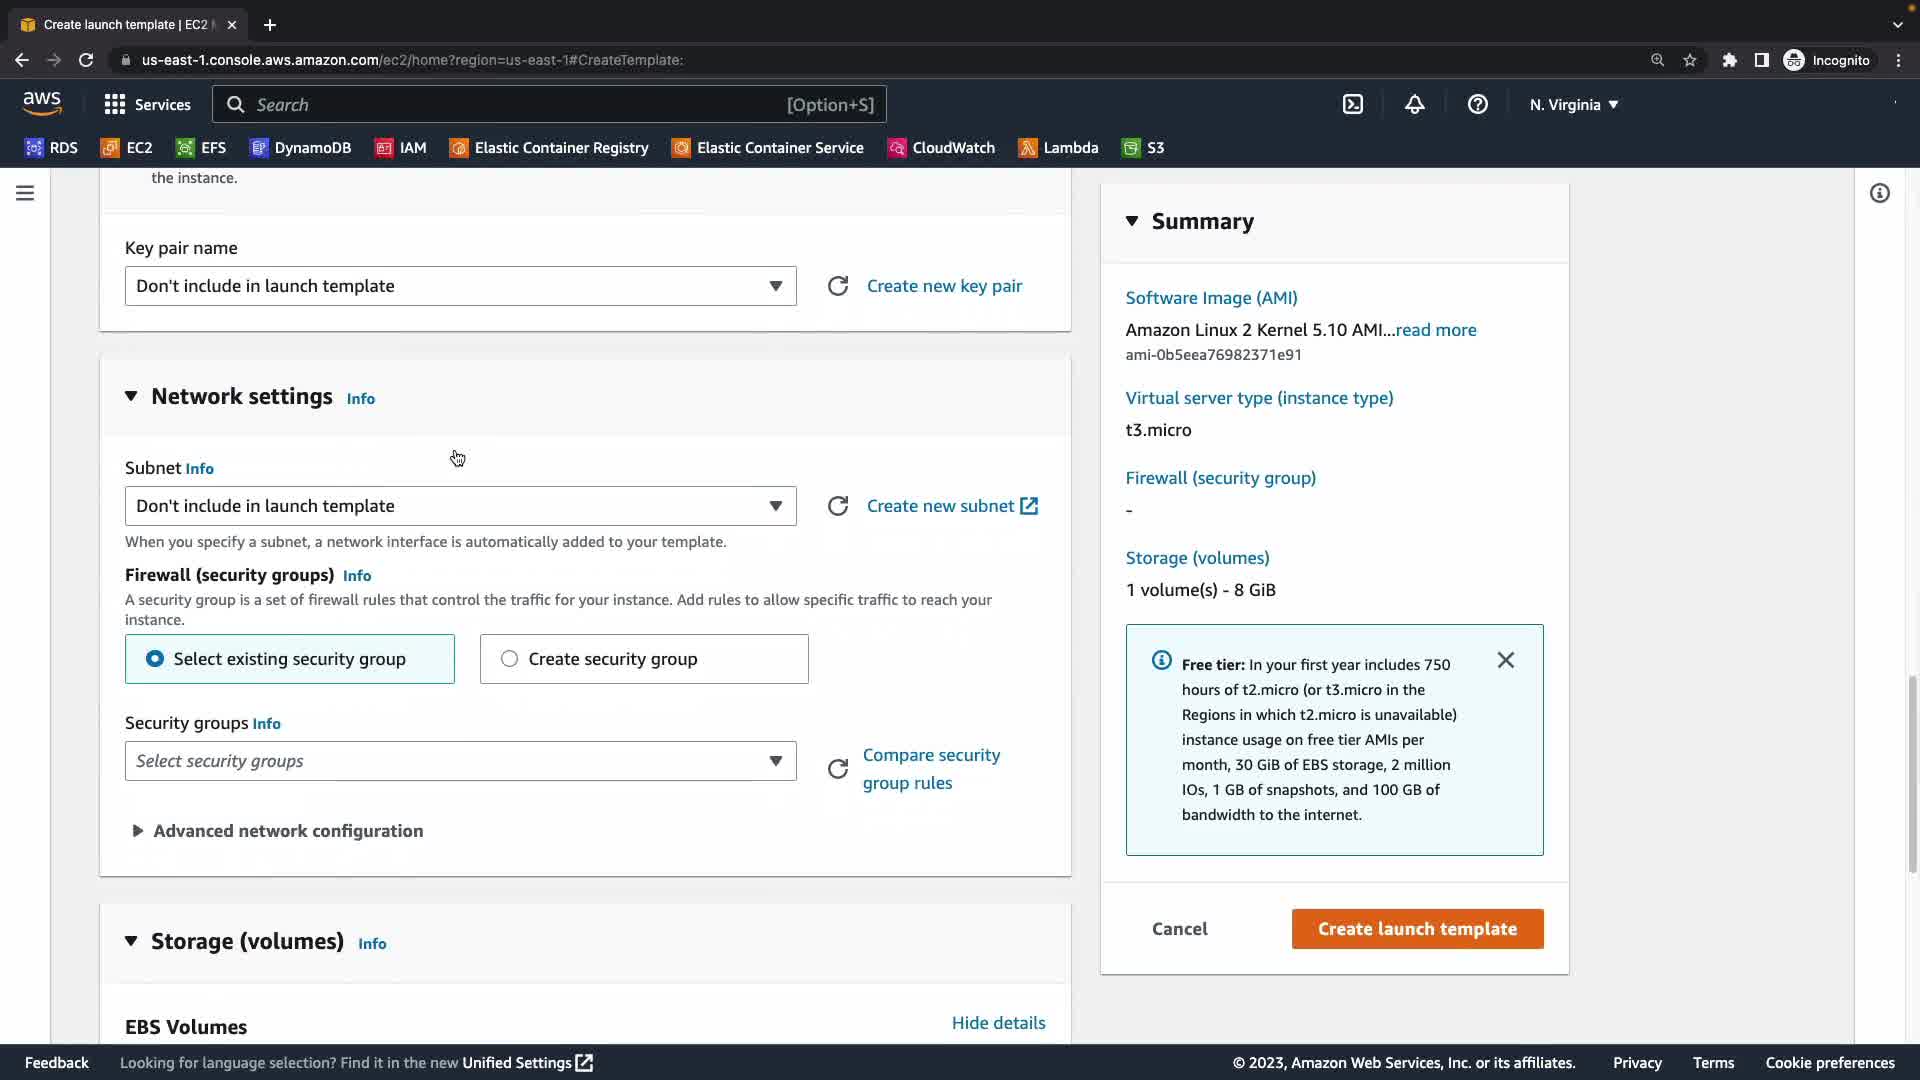 Create launch template | EC2
us-east-1.console.aws.amazon.com/ec2/home?region=us-east-1#CreateTemplate:
Incognito
aws
Services
Search
[Option+S]
N. Virginia
RDS
EC2
EFS
DynamoDB
IAM
Elastic Container Registry
Elastic Container Service
CloudWatch
Lambda
S3
the instance.
Key pair name
Don't include in launch template
Create new key pair
Network settings Info
Subnet Info
Don't include in launch template
Create new subnet
When you specify a subnet, a network interface is automatically added to your template.
Firewall (security groups) Info
A security group is a set of firewall rules that control the traffic for your instance. Add rules to allow specific traffic to reach your
instance.
Select existing security group
Create security group
Security groups Info
Select security groups
Compare security
group rules
Advanced network configuration
Storage (volumes) Info
EBS Volumes
Hide details
Summary
Software Image (AMI)
Amazon Linux 2 Kernel 5.10 AMI...read more
ami-0b5eea76982371e91
Virtual server type (instance type)
t3.micro
Firewall (security group)
-
Storage (volumes)
1 volume(s) - 8 GiB
Free tier: In your first year includes 750
hours of t2.micro (or t3.micro in the
Regions in which t2.micro is unavailable)
instance usage on free tier AMIs per
month, 30 GiB of EBS storage, 2 million
IOs, 1 GB of snapshots, and 100 GB of
bandwidth to the internet.
Cancel
Create launch template
Feedback
Looking for language selection? Find it in the new Unified Settings
© 2023, Amazon Web Services, Inc. or its affiliates.
Privacy
Terms
Cookie preferences